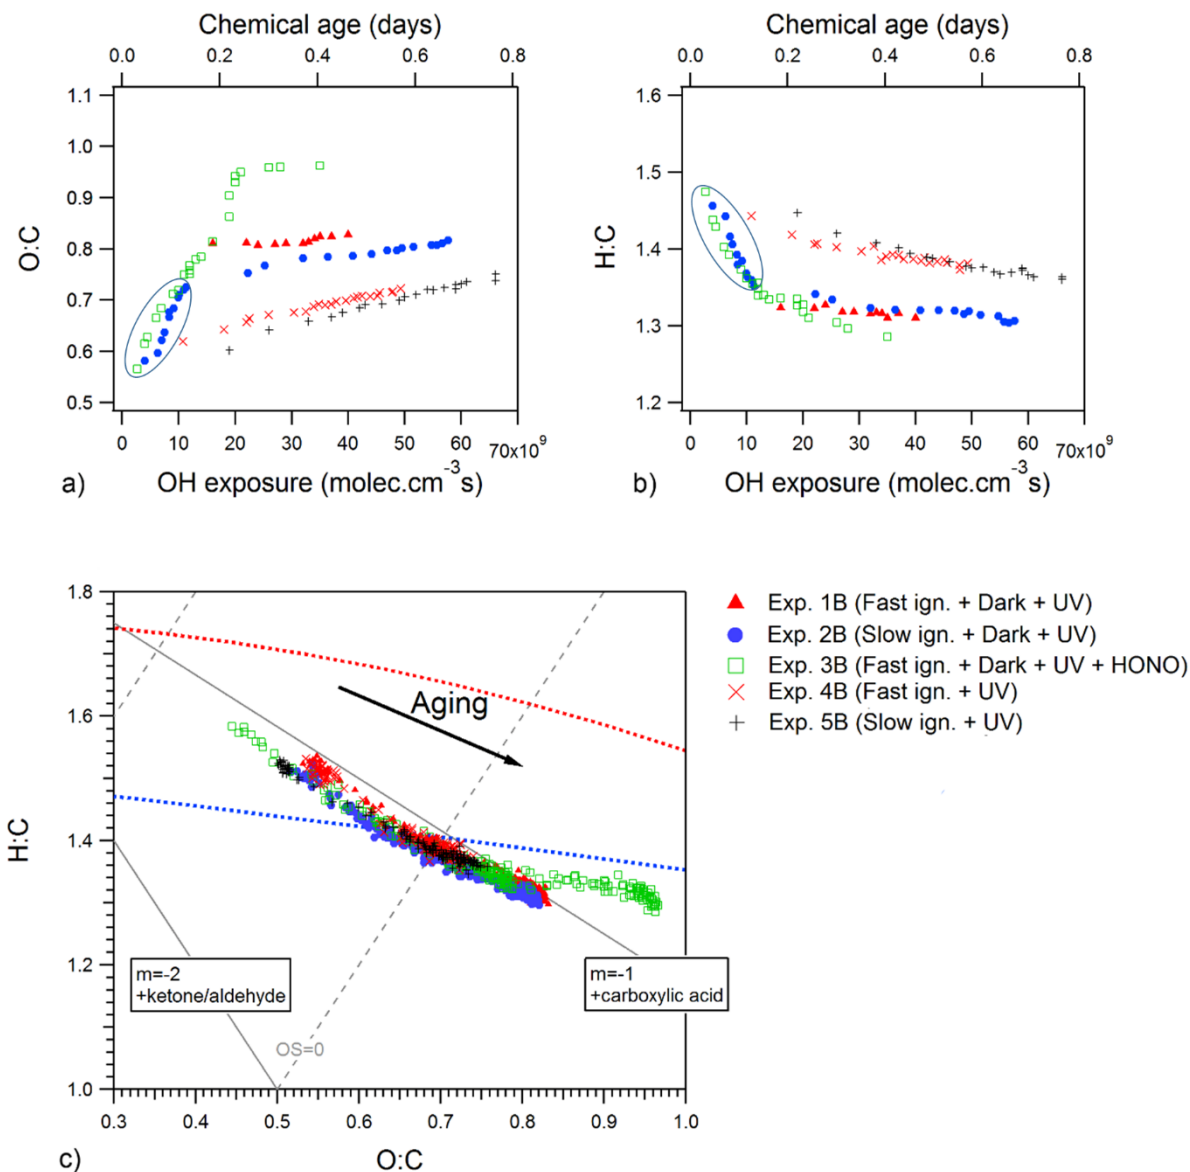 Chemical age (days)
0.0 0.2 0.4 0.6 0.8
1.1
1.0
0.9
0.8
0.7
0.6
0.5
O:C
0 10 20 30 40 50 60 70x10⁹
OH exposure (molec.cm⁻³s)
a)
Chemical age (days)
0.0 0.2 0.4 0.6 0.8
1.6
1.5
1.4
1.3
1.2
H:C
0 10 20 30 40 50 60 70x10⁹
OH exposure (molec.cm⁻³s)
b)
1.8
1.6
1.4
1.2
1.0
H:C
Aging
m=-2
+ketone/aldehyde
m=-1
+carboxylic acid
OS=0
0.3 0.4 0.5 0.6 0.7 0.8 0.9 1.0
O:C
c)
Exp. 1B (Fast ign. + Dark + UV)
Exp. 2B (Slow ign. + Dark + UV)
Exp. 3B (Fast ign. + Dark + UV + HONO)
Exp. 4B (Fast ign. + UV)
Exp. 5B (Slow ign. + UV)